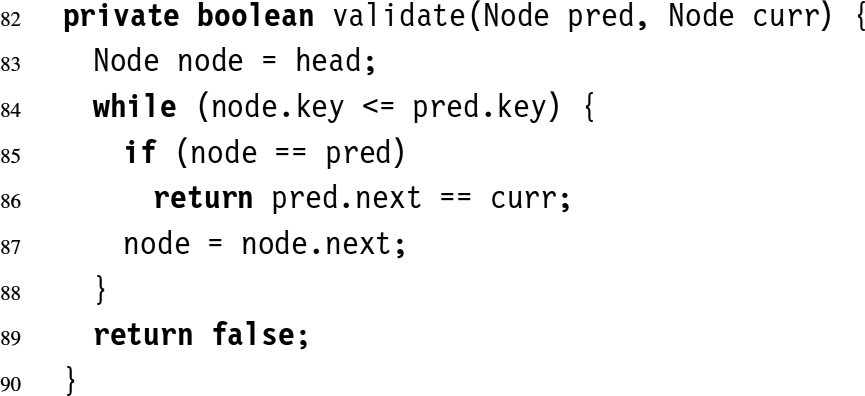 82 private boolean validate(Node pred, Node curr) {
83 Node node = head;
84 while (node.key <= pred.key) {
85 if (node == pred)
86 return pred.next == curr;
87 node = node.next;
88 }
89 return false;
90 }